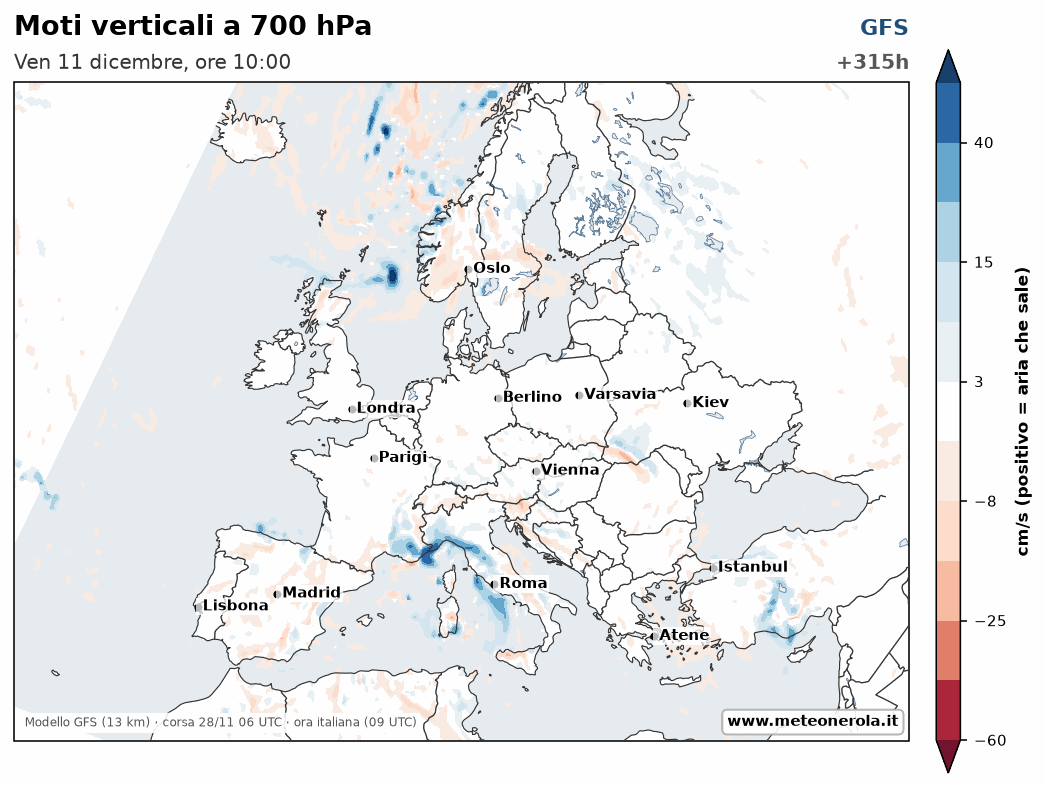 Moti verticali a 700 hPa
GFS
Ven 11 dicembre, ore 10:00
+315h
40
15
3
−8
−25
−60
cm/s (positivo = aria che sale)
Oslo
Berlino
Varsavia
Kiev
Londra
Parigi
Vienna
Istanbul
Roma
Madrid
Lisbona
Atene
Modello GFS (13 km) · corsa 28/11 06 UTC · ora italiana (09 UTC)
www.meteonerola.it